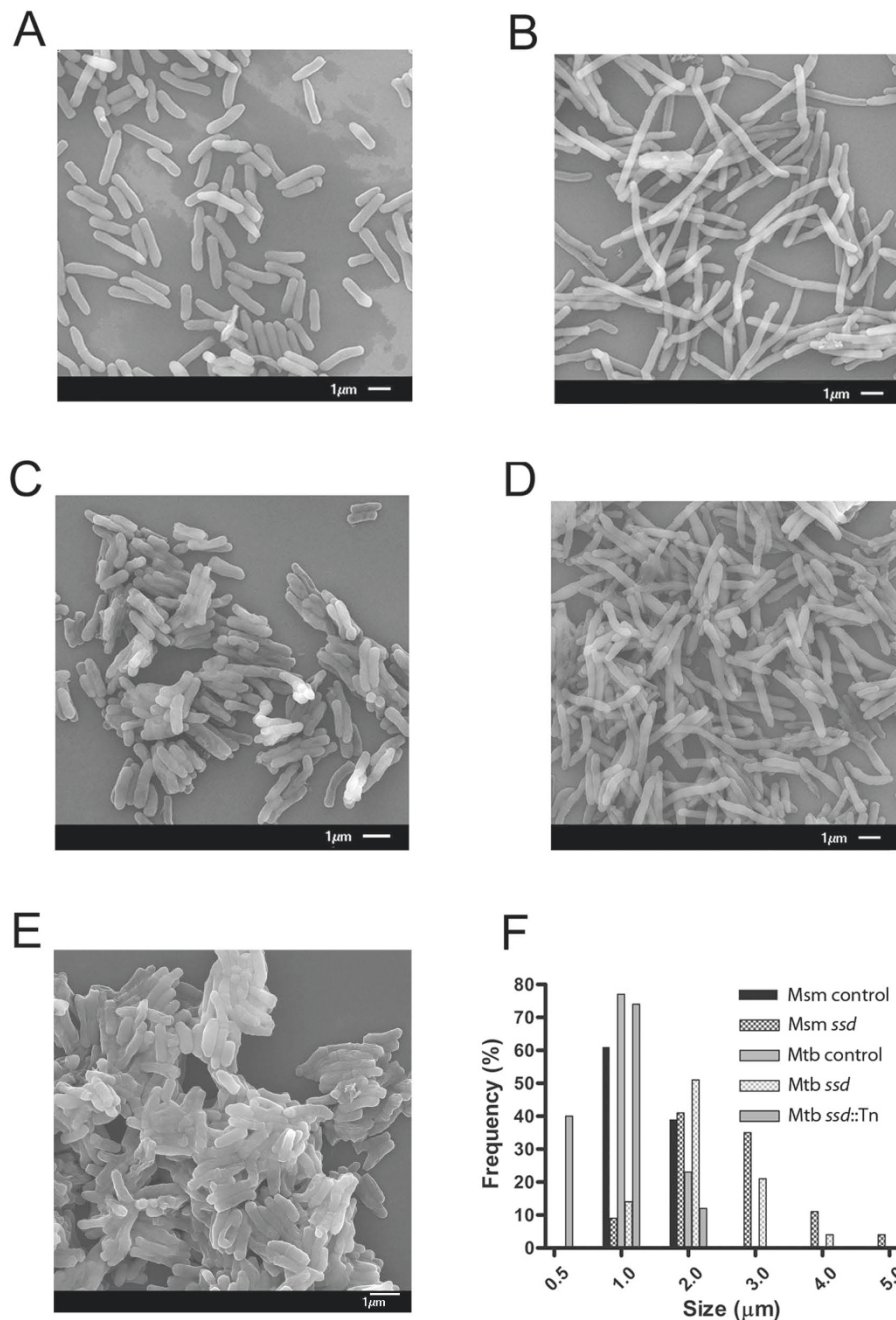 A
B
1μm
1μm
C
D
1μm
1μm
E
F
1μm
80
70
60
50
40
30
20
10
0
Frequency (%)
Msm control
Msm ssd
Mtb control
Mtb ssd
Mtb ssd::Tn
0.5
1.0
2.0
3.0
4.0
5.0
Size (μm)